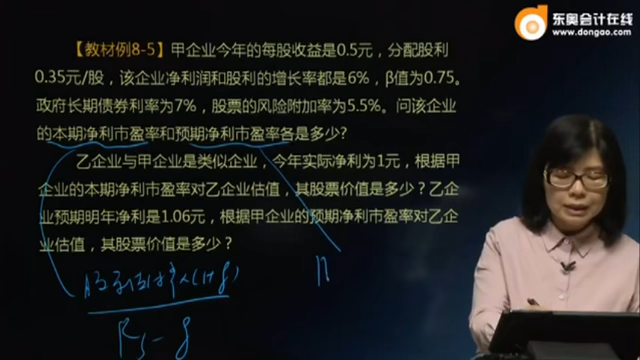 东奥会计在线
www.dongao.com
【教材例8-5】甲企业今年的每股收益是0.5元，分配股利
0.35元/股，该企业净利润和股利的增长率都是6%，β值为0.75。
政府长期债券利率为7%，股票的风险附加率为5.5%。问该企业
的本期净利市盈率和预期净利市盈率各是多少?
乙企业与甲企业是类似企业，今年实际净利为1元，根据甲
企业的本期净利市盈率对乙企业估值，其股票价值是多少？乙企
业预期明年净利是1.06元，根据甲企业的预期净利市盈率对乙企
业估值，其股票价值是多少？
(1+g)
Rs-g